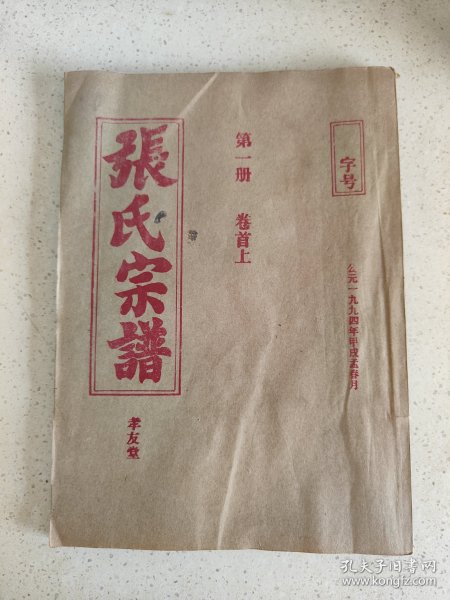 字号
公元一九九四年甲戌孟春月
第一册 卷首上
張氏宗譜
孝友堂
孔夫子旧书网
www.kongfz.com